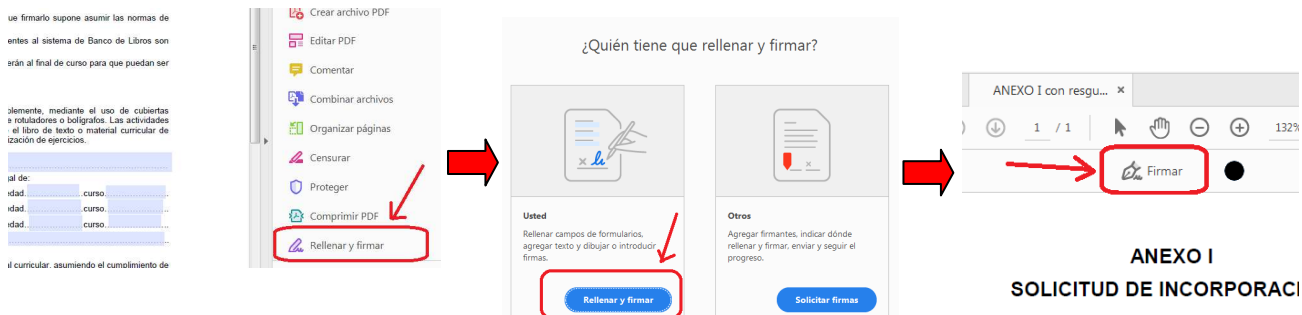 ue firmarlo supone asumir las normas de
entes al sistema de Banco de Libros son
erán al final de curso para que puedan ser
olemente, mediante el uso de cubiertas
e rotuladores o bolígrafos. Las actividades
el libro de texto o material curricular de
ización de ejercicios.
gal de:
edad. curso.
edad. curso.
edad. curso.
al curricular, asumiendo el cumplimiento de
Crear archivo PDF
Editar PDF
Comentar
Combinar archivos
Organizar páginas
Censurar
Proteger
Comprimir PDF
Rellenar y firmar
¿Quién tiene que rellenar y firmar?
Usted
Rellenar campos de formularios,
agregar texto y dibujar o introducir
firmas.
Rellenar y firmar
Otros
Agregar firmantes, indicar dónde
rellenar y firmar, enviar y seguir el
progreso.
Solicitar firmas
ANEXO I con resgu... ×
1 / 1 132%
Firmar
ANEXO I
SOLICITUD DE INCORPORACI